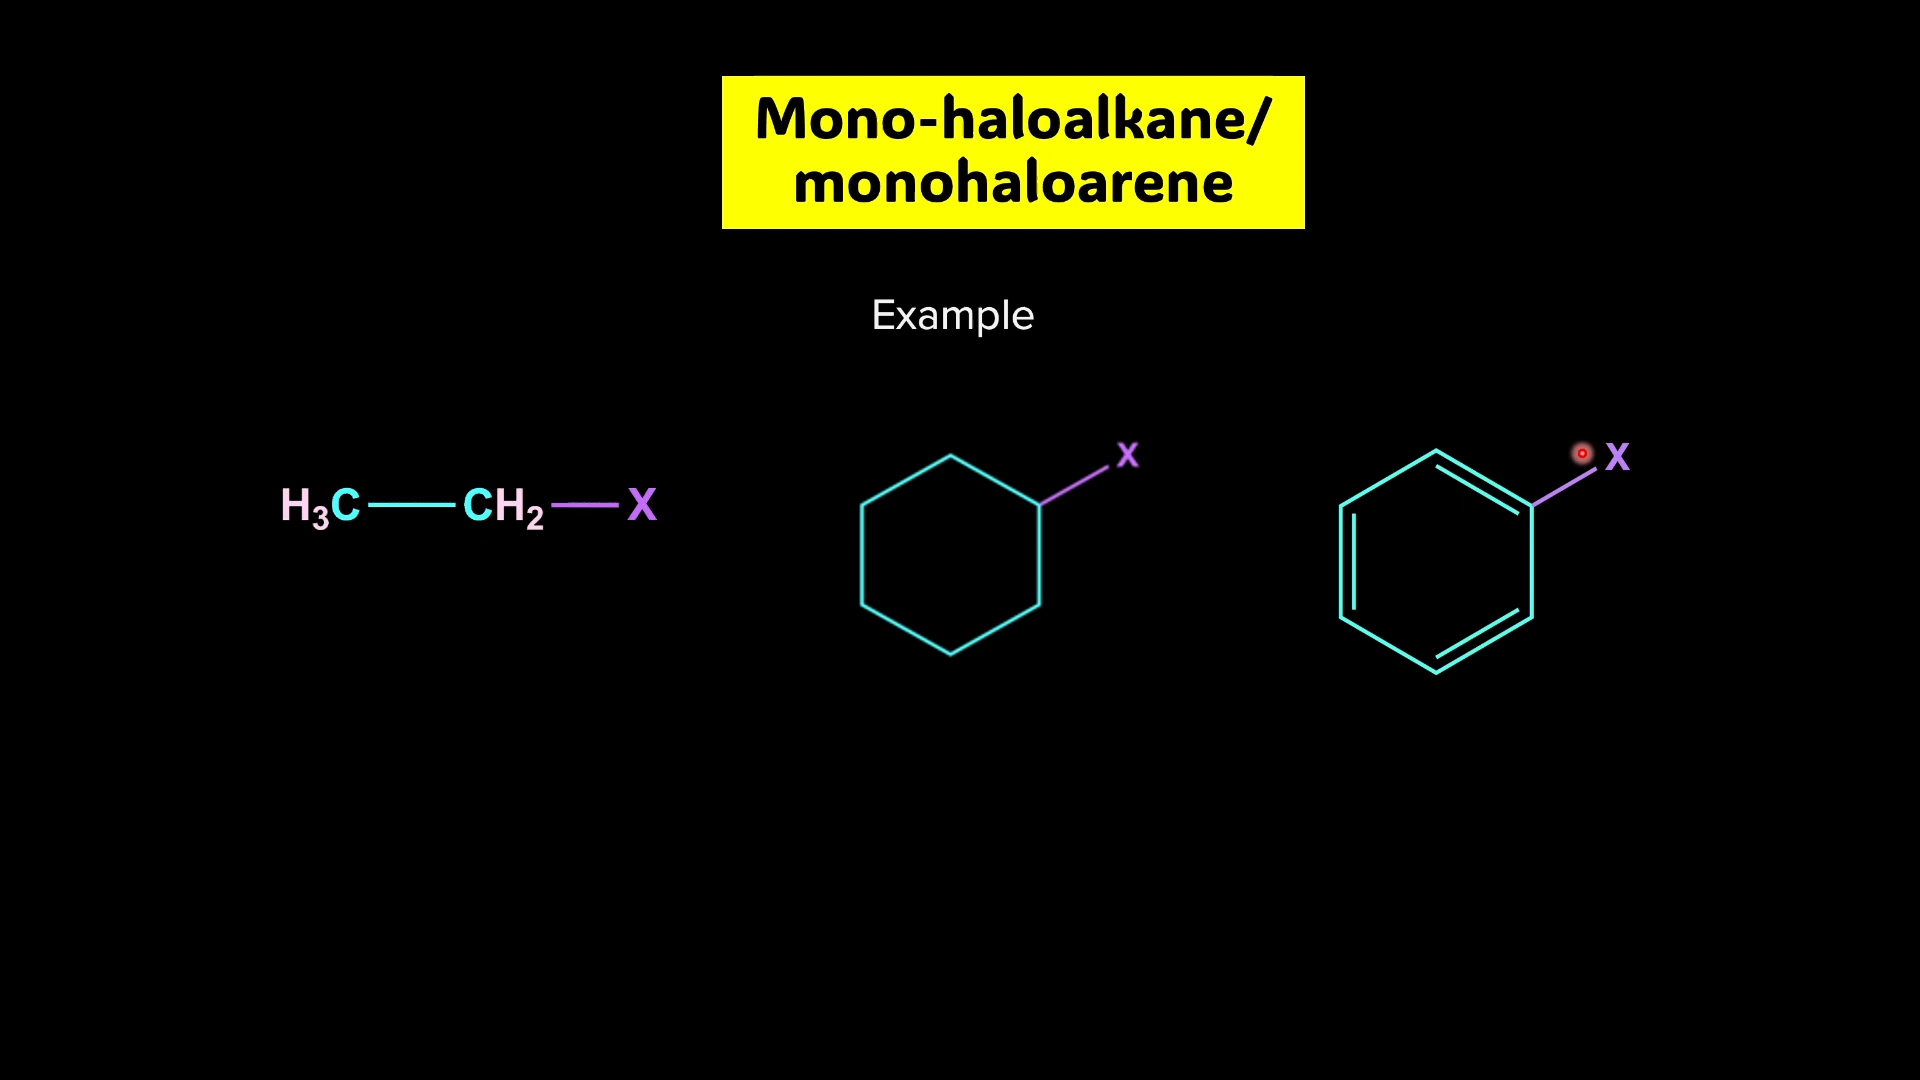 Mono-haloalkane/
monohaloarene
Example
H₃C—CH₂—X
X
X